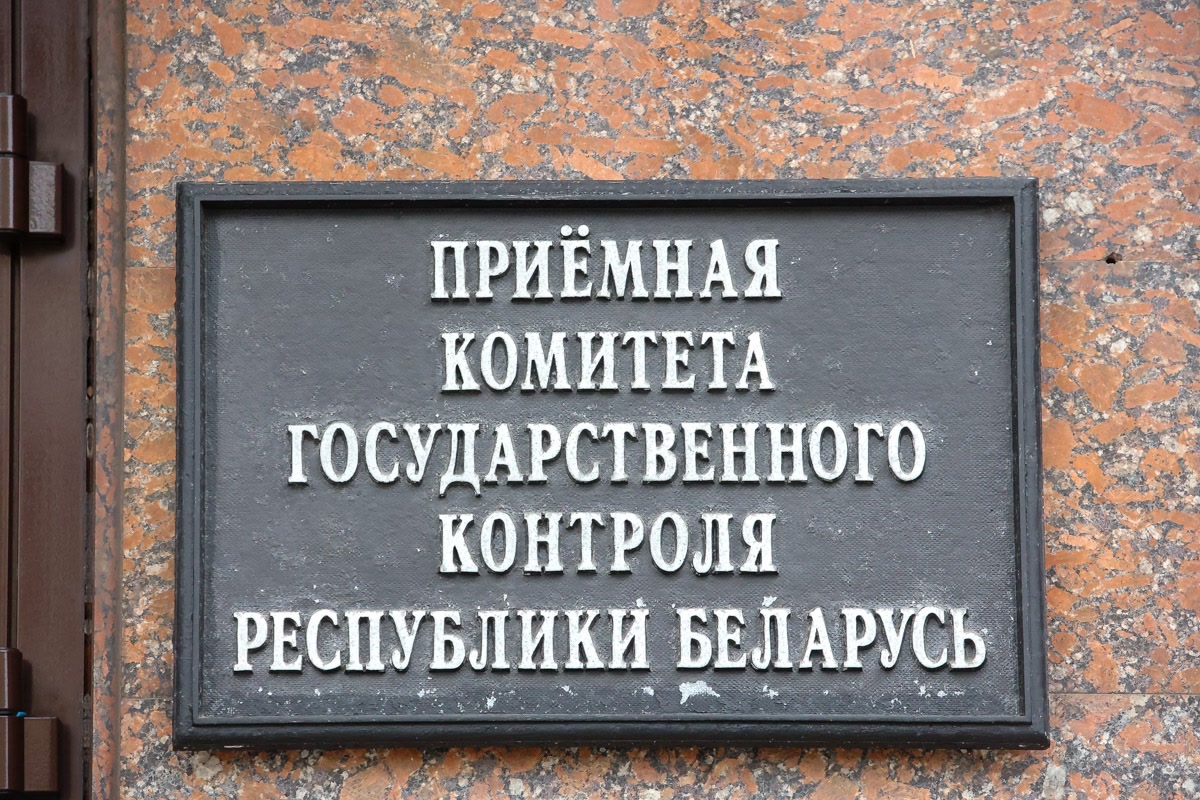 ПРИЁМНАЯ
КОМИТЕТА
ГОСУДАРСТВЕННОГО
КОНТРОЛЯ
РЕСПУБЛИКИ БЕЛАРУСЬ